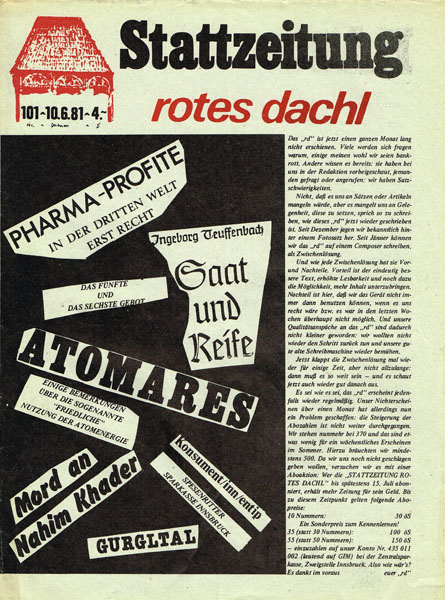 Stattzeitung
rotes dachl
101-10.6.81-4.-
Nr. - Datum - S
PHARMA-PROFITE
IN DER DRITTEN WELT
ERST RECHT
Ingeborg Teuffenbach
Saat
und
Reife
DAS FÜNFTE
UND
DAS SECHSTE GEBOT
ATOMARES
EINIGE BEMERKUNGEN
ÜBER DIE SOGENANNTE
"FRIEDLICHE"
NUTZUNG DER ATOMENERGIE
Mord an
Nahim Khader
Konsument/inn/entip
SPESENRITTER
SPARKASSE INNSBRUCK
GURGLTAL
Das „rd" ist jetzt einen ganzen Monat lang
nicht erschienen. Viele werden sich fragen
warum, einige meinen wohl wir seien bank-
rott. Andere wissen es bereits: sie haben bei
uns in der Redaktion vorbeigeschaut, jeman-
den gefragt oder angerufen: wir haben Satz-
schwierigkeiten.
Nicht, daß es uns an Sätzen oder Artikeln
mangeln würde, aber es mangelt uns an Gele-
genheit, diese zu setzen, sprich so zu schrei-
ben, wie dieses „rd" jetzt wieder geschrieben
ist. Seit Dezember jagen wir bekanntlich hin-
ter einem Fotosatz her. Seit Jänner können
wir das „rd" auf einem Composer schreiben,
als Zwischenlösung.
Und wie jede Zwischenlösung hat sie Vor-
und Nachteile. Vorteil ist der eindeutig bes-
sere Text, erhöhte Lesbarkeit und noch dazu
die Möglichkeit, mehr Inhalt unterzubringen.
Nachteil ist hier, daß wir das Gerät nicht im-
mer dann benutzen können, wenn es uns
recht wäre bzw. es war in den letzten Wo-
chen überhaupt nicht möglich. Und unsere
Qualitätsansprüche an das „rd" sind dadurch
nicht kleiner geworden: wir wollten nicht
wieder den Schritt zurück tun und unsere gu-
te alte Schreibmaschine wieder bemühen.
Jetzt klappt die Zwischenlösung mal wie-
der für einige Zeit, aber nicht allzulange:
dann muß es so weit sein – und es schaut
jetzt auch wieder gut danach aus.
Es sei wie es sei, das „rd" erscheint jeden-
falls wieder regelmäßig. Unser Nichterschei-
nen über einen Monat hat allerdings nun
ein Problem geschaffen: die Steigerung der
Abozahlen ist nicht weiter durchgegangen.
Wir stehen nunmehr bei 370 und das sind et-
was wenig für ein wöchentliches Erscheinen
im Sommer. Hierzu bräuchten wir minde-
stens 500. Da wir uns noch nicht geschlagen
geben wollen, versuchen wir es mit einer
Aboaktion: Wer die „STATTZEITUNG RO-
TES DACHL" bis spätestens 15. Juli abon-
niert, erhält mehr Zeitung für sein Geld. Bis
zu diesem Zeitpunkt gelten folgende Abo-
preise:
10 Nummern: 30 öS
Ein Sonderpreis zum Kennenlernen!
35 (statt 30 Nummern): 100 öS
55 (statt 50 Nummern): 150 öS
– einzuzahlen auf unser Konto Nr. 435 011
002 (lautend auf GIM) bei der Zentralspar-
kasse, Zweigstelle Innsbruck. Also wie wär's?
Es dankt im voraus euer „rd"